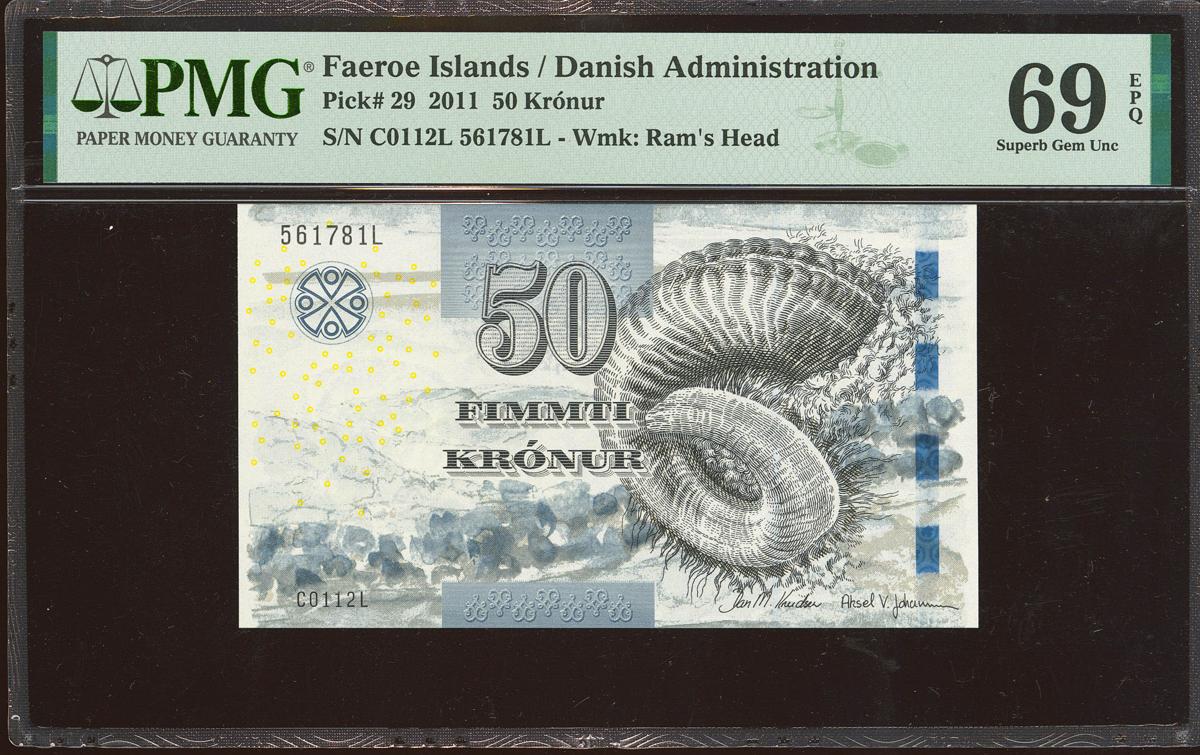 PMG®
PAPER MONEY GUARANTY
Faeroe Islands / Danish Administration
Pick# 29 2011 50 Krónur
S/N C0112L 561781L - Wmk: Ram's Head
69
EPQ
Superb Gem Unc
561781L
50
FIMMTI
KRÓNUR
C0112L